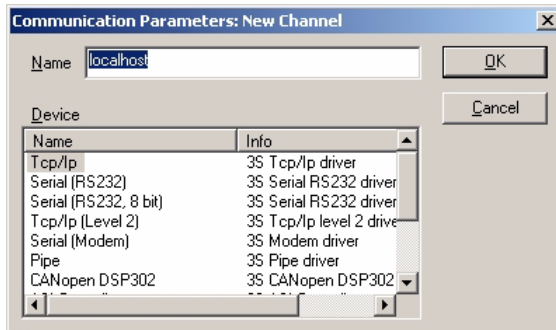 Communication Parameters: New Channel
Name localhost OK
Cancel
Device
Name Info
Tcp/Ip 3S Tcp/Ip driver
Serial (RS232) 3S Serial RS232 driver
Serial (RS232, 8 bit) 3S Serial RS232 driver
Tcp/Ip (Level 2) 3S Tcp/Ip level 2 drive
Serial (Modem) 3S Modem driver
Pipe 3S Pipe driver
CANopen DSP302 3S CANopen DSP302